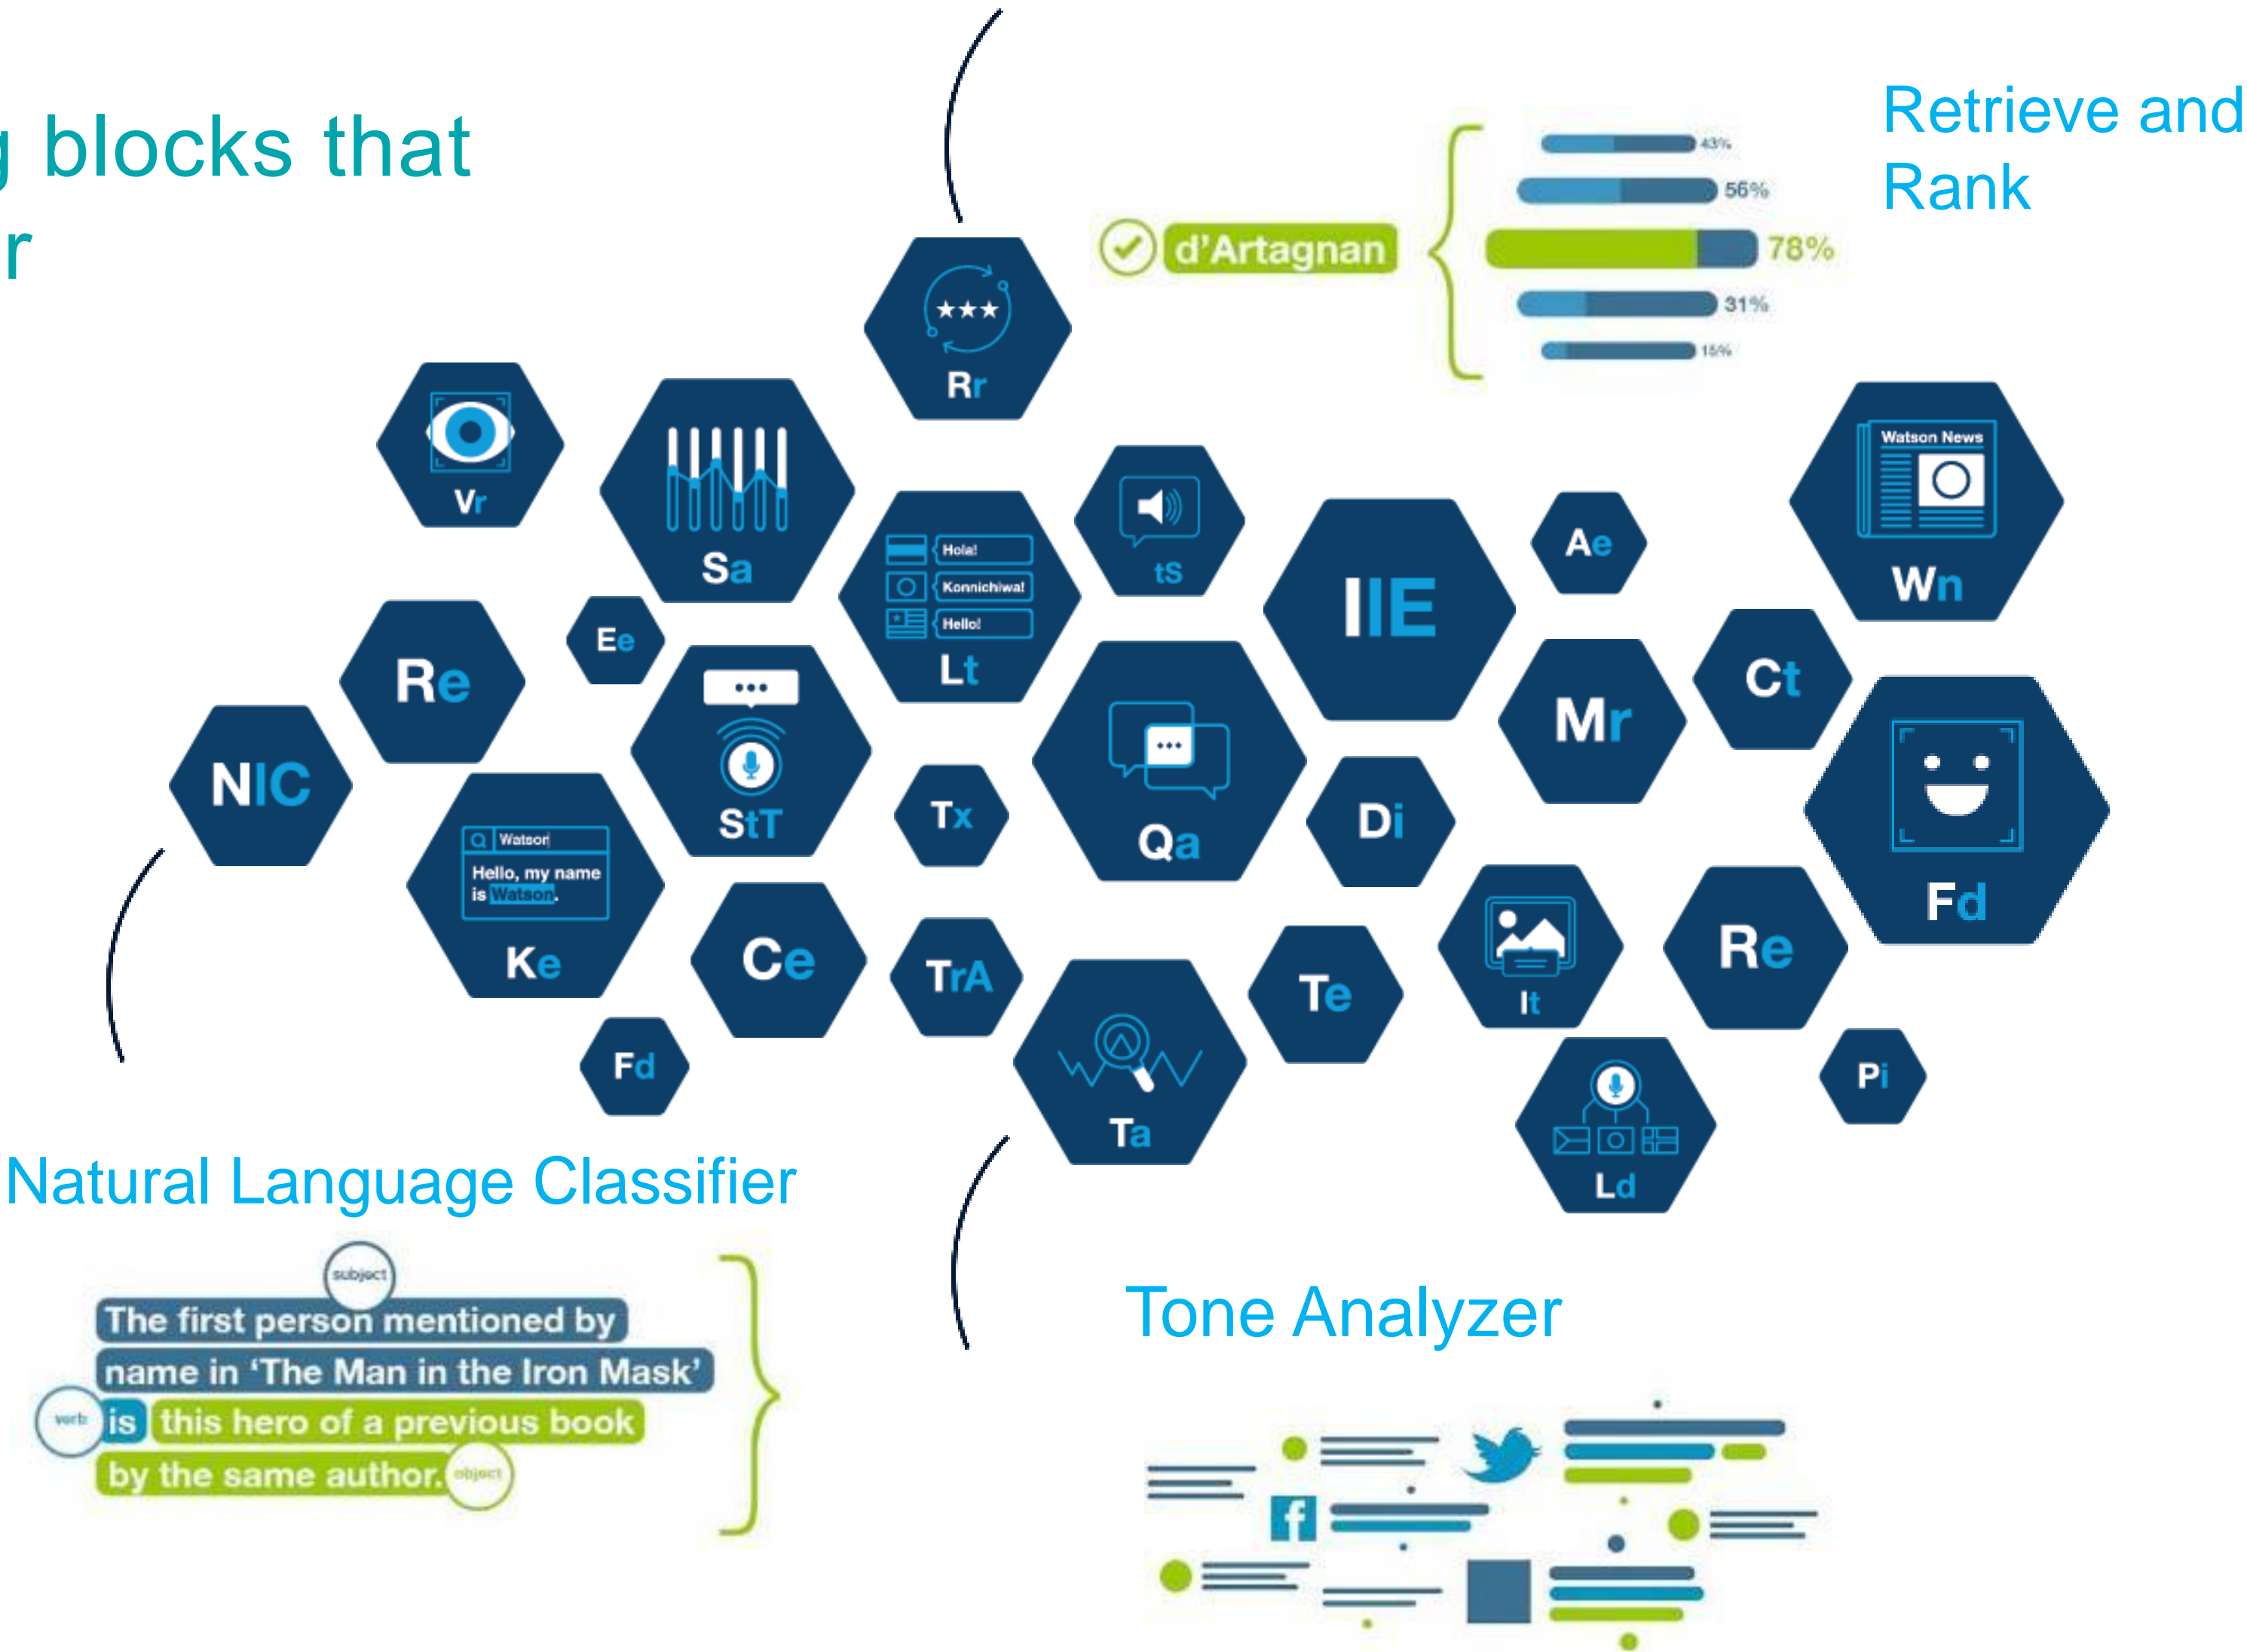 g blocks that
r
Retrieve and
Rank
43%
56%
d'Artagnan
78%
31%
15%
Rr
Vr
Sa
Hola!
Konnichiwa!
Hello!
Lt
tS
IIE
Ae
Watson News
Wn
Re
Ee
StT
Qa
Mr
Ct
NIC
Watson
Hello, my name
is Watson.
Ke
Tx
Di
Fd
Ce
TrA
Te
It
Re
Fd
Ta
Ld
Pi
Natural Language Classifier
subject
The first person mentioned by
name in 'The Man in the Iron Mask'
verb
is this hero of a previous book
by the same author.
object
Tone Analyzer
f